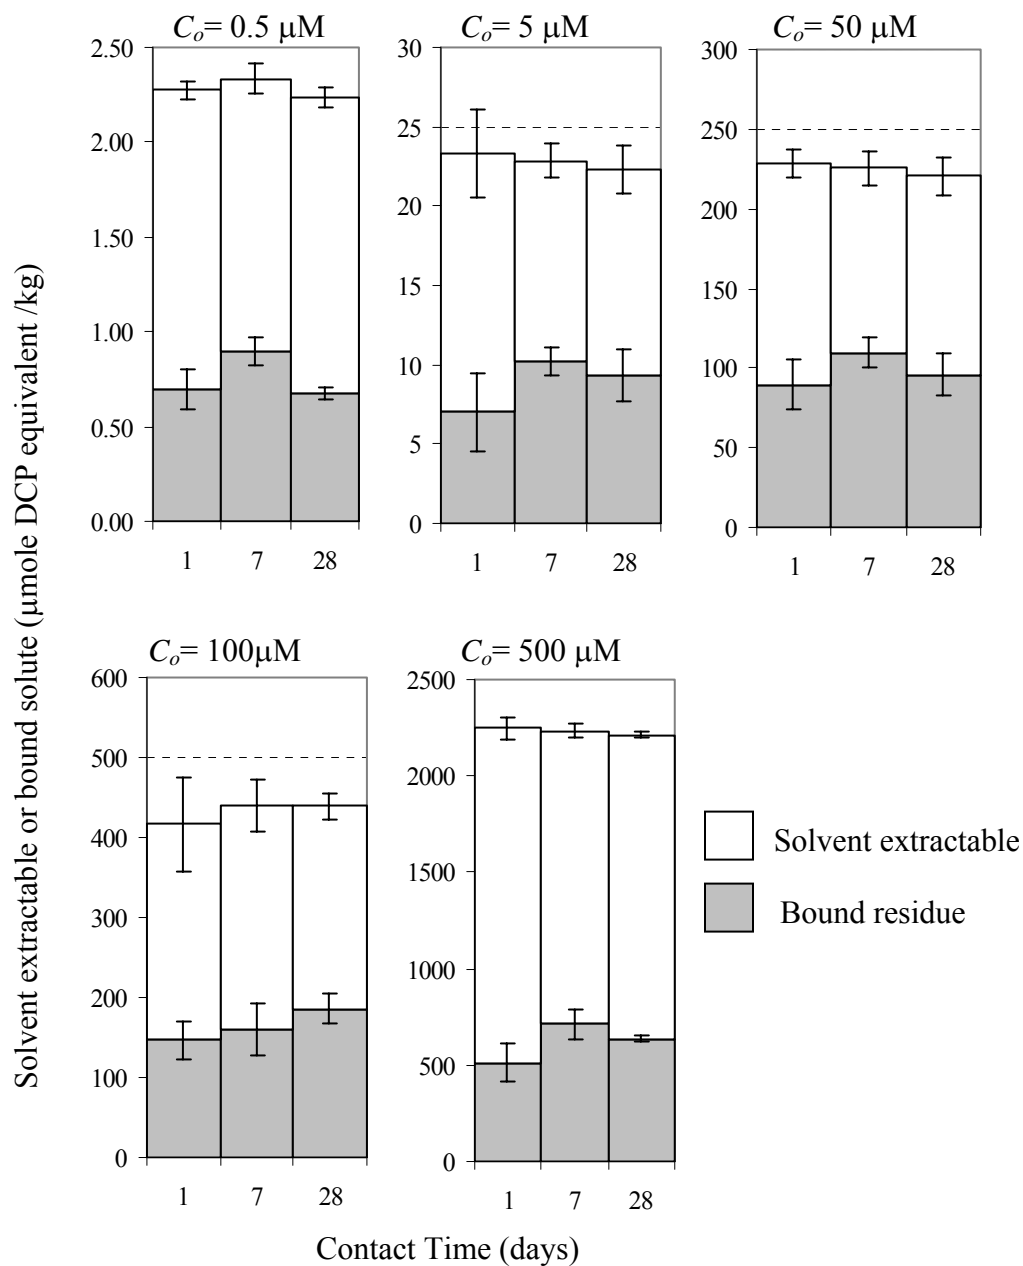 Solvent extractable or bound solute (μmole DCP equivalent /kg)
Co= 0.5 μM
2.50
2.00
1.50
1.00
0.50
0.00
1 7 28
Co= 5 μM
30
25
20
15
10
5
0
1 7 28
Co= 50 μM
300
250
200
150
100
50
0
1 7 28
Co= 100μM
600
500
400
300
200
100
0
1 7 28
Co= 500 μM
2500
2000
1500
1000
500
0
1 7 28
Solvent extractable
Bound residue
Contact Time (days)